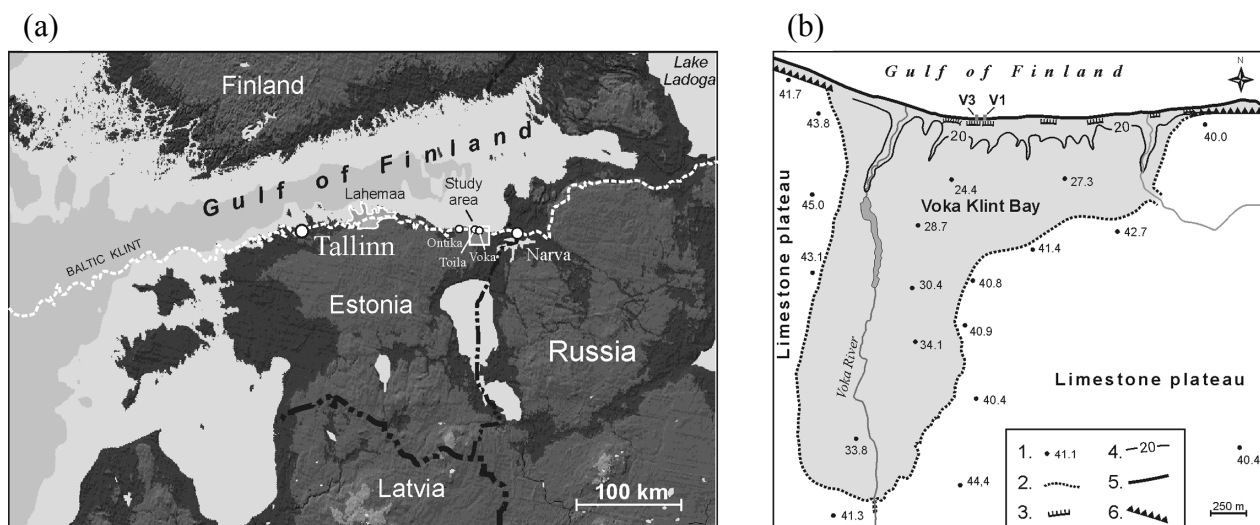 (a)
Finland
Lake
Ladoga
Gulf of Finland
Lahemaa
Study
area
Tallinn
Ontika
Toila
Voka
Narva
BALTIC KLINT
Estonia
Russia
Latvia
100 km
(b)
Gulf of Finland
N
41.7
V3 V1
43.8
20
20
40.0
24.4
27.3
Voka Klint Bay
45.0
28.7
42.7
41.4
43.1
40.8
30.4
Limestone plateau
40.9
34.1
Voka River
Limestone plateau
40.4
33.8
40.4
44,4
41.3
1. 41.1
2.
3.
4. 20
5.
6.
250 m